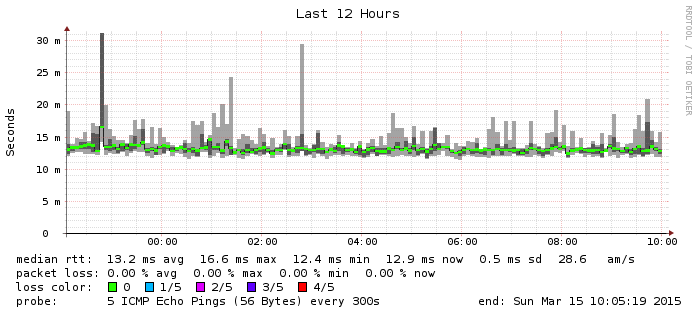 Last 12 Hours
RRDTOOL / TOBI OETIKER
Seconds
30 m
25 m
20 m
15 m
10 m
5 m
0
00:00 02:00 04:00 06:00 08:00 10:00
median rtt: 13.2 ms avg 16.6 ms max 12.4 ms min 12.9 ms now 0.5 ms sd 28.6 am/s
packet loss: 0.00 % avg 0.00 % max 0.00 % min 0.00 % now
loss color: 0 1/5 2/5 3/5 4/5
probe: 5 ICMP Echo Pings (56 Bytes) every 300s end: Sun Mar 15 10:05:19 2015